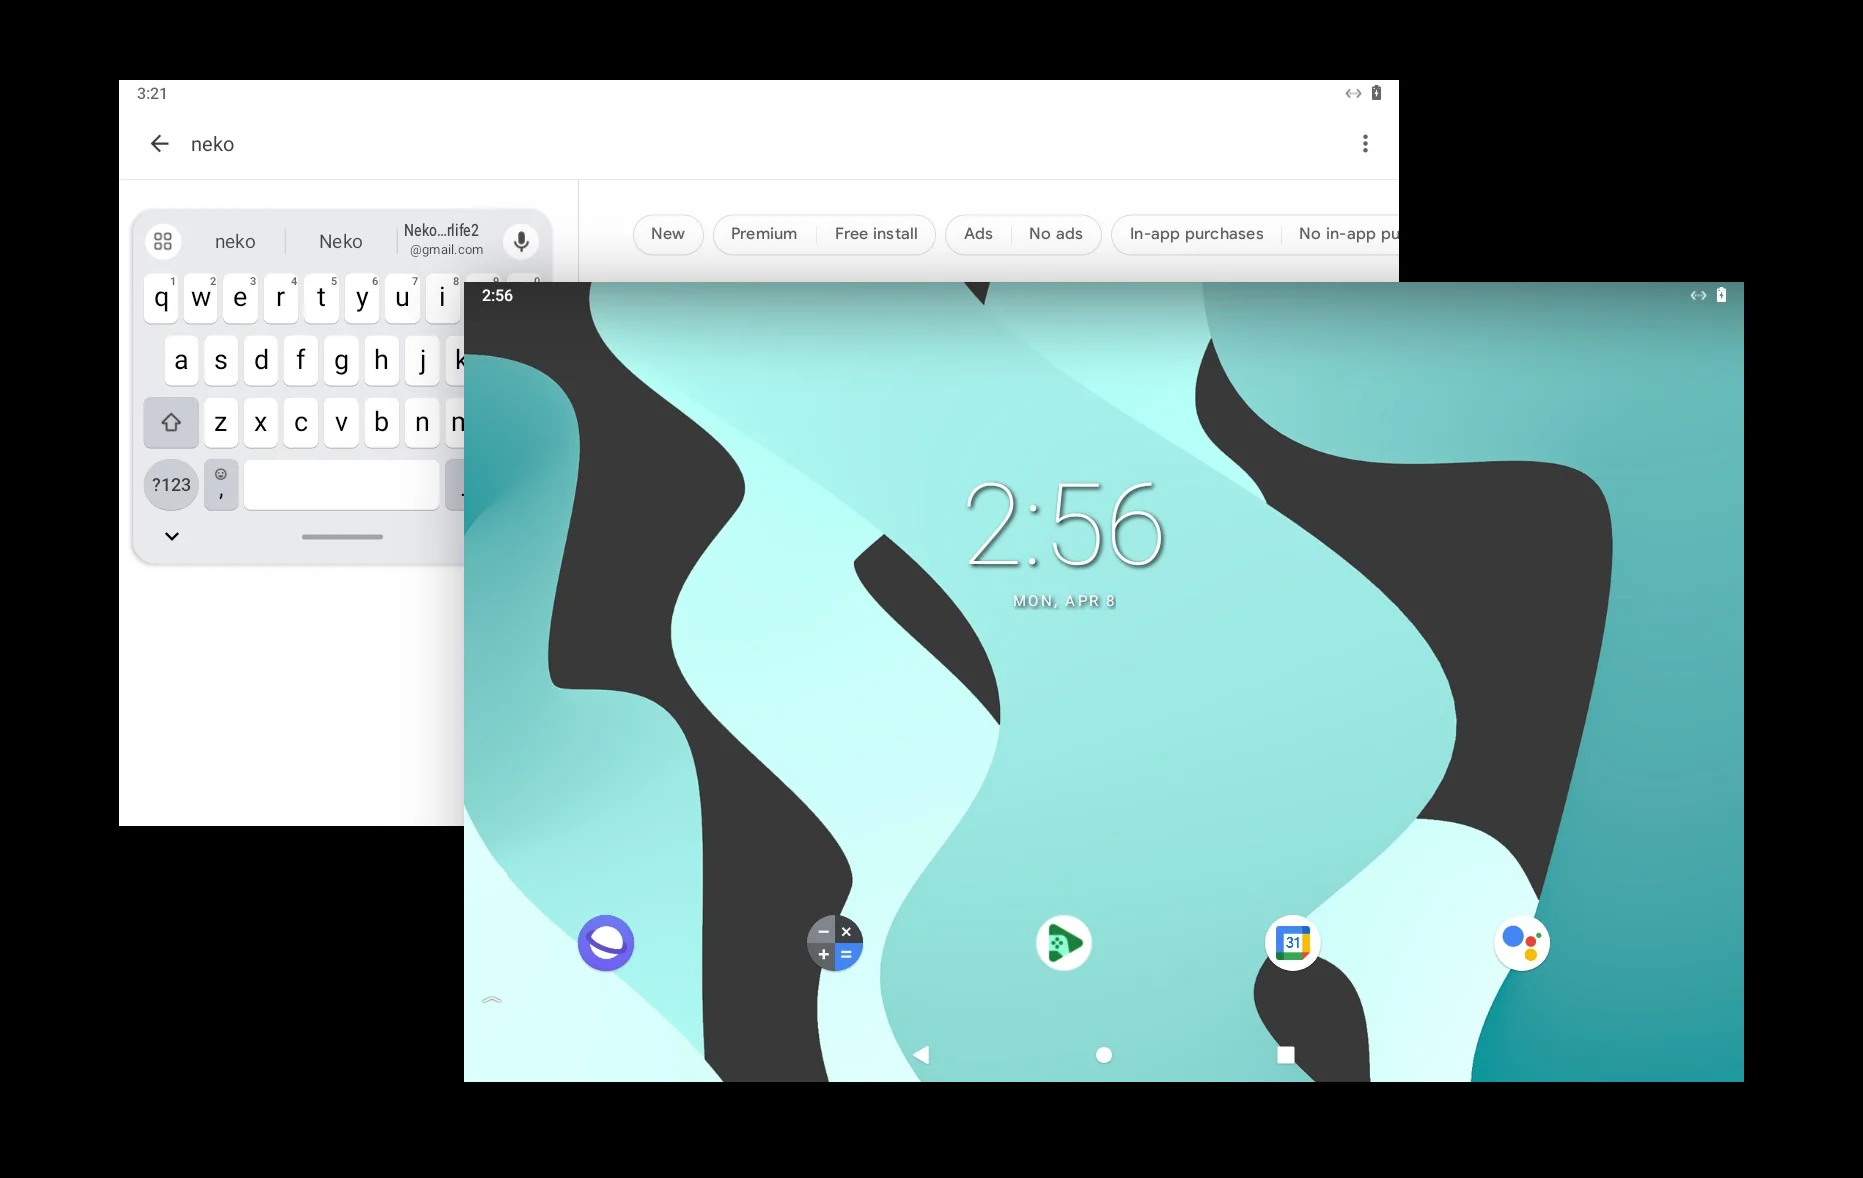 3:21
neko
neko Neko Neko...rlife2
@gmail.com
New Premium Free install Ads No ads In-app purchases No in-app pu
1 2 3 4 5 6 7 8 9 0
q w e r t y u i
a s d f g h j k
z x c v b n m
?123 , .
2:56
2:56
MON, APR 8
31